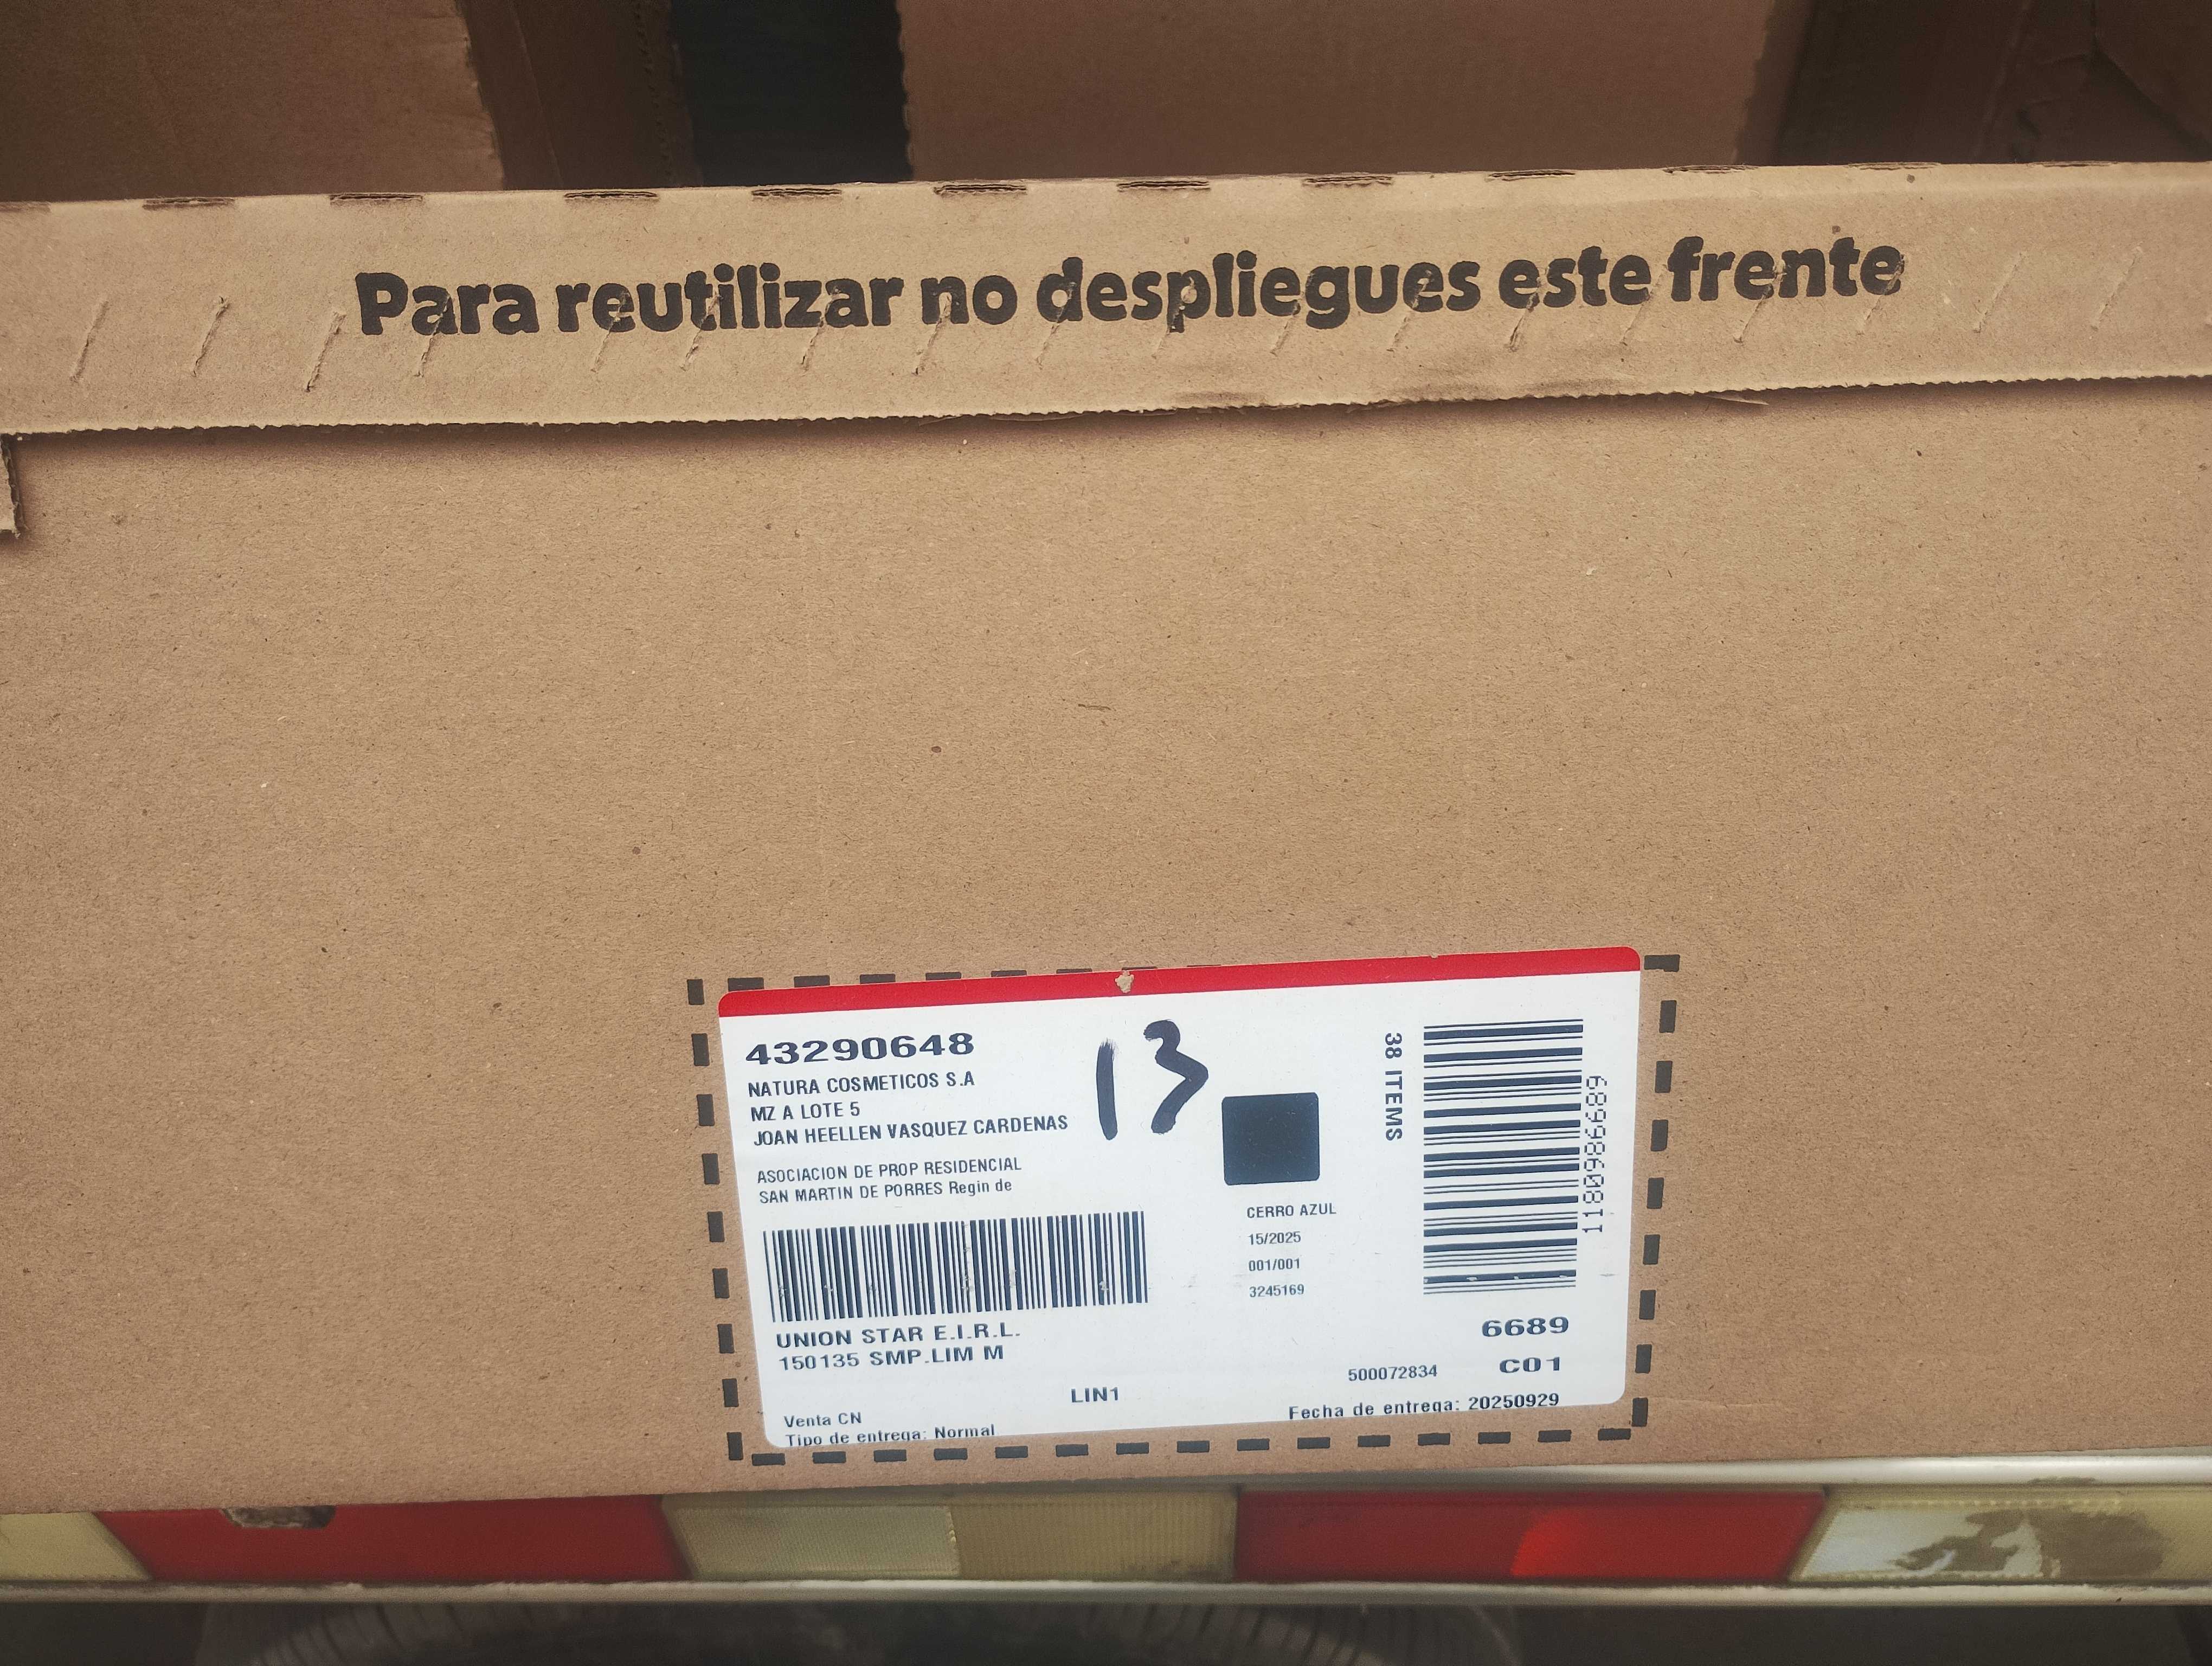 Para reutilizar no despliegues este frente
43290648
NATURA COSMETICOS S.A
MZ A LOTE 5
JOAN HEELLEN VASQUEZ CARDENAS
ASOCIACION DE PROP RESIDENCIAL
SAN MARTIN DE PORRES Regin de
13
38 ITEMS
11809986689
CERRO AZUL
15/2025
001/001
3245169
UNION STAR E.I.R.L.
150135 SMP.LIM M
6689
500072834 C01
LIN1
Venta CN
Fecha de entrega: 20250929
Tipo de entrega: Normal